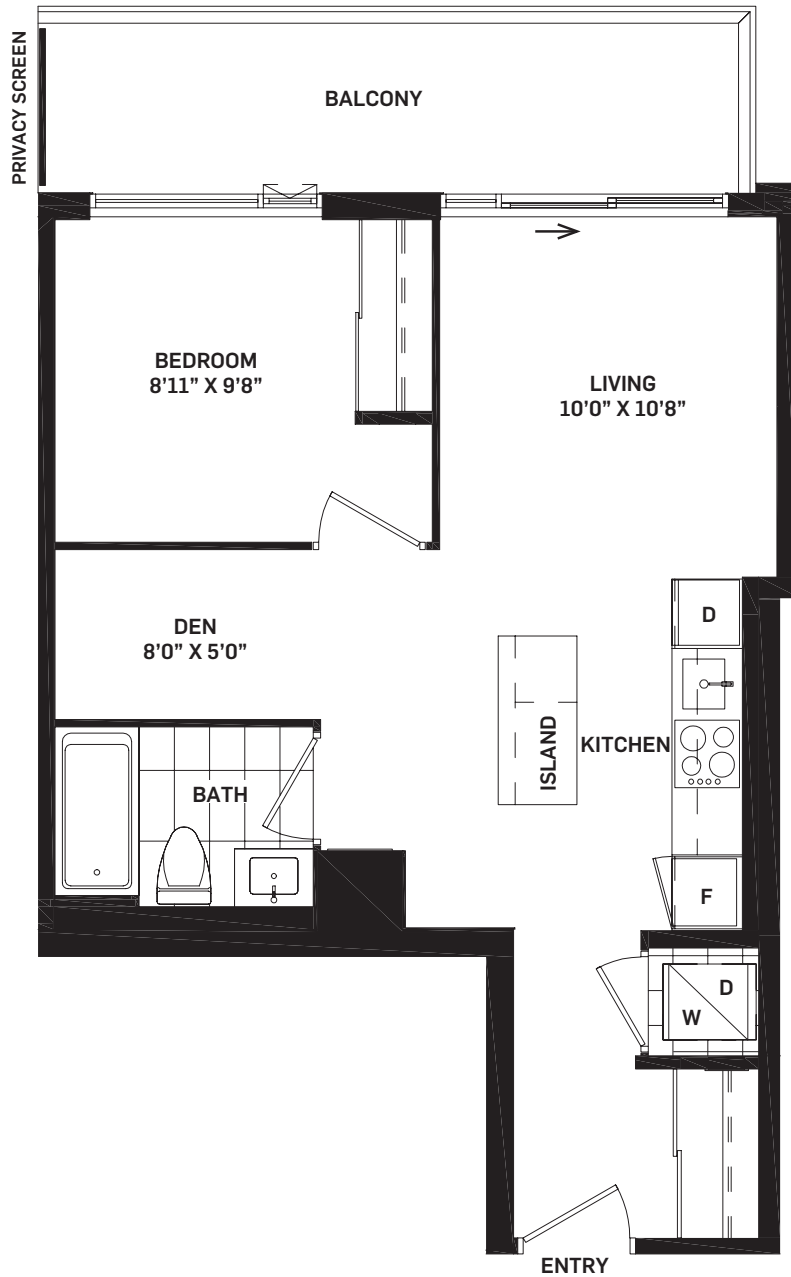 PRIVACY SCREEN
BALCONY
BEDROOM
8’11” X 9’8”
LIVING
10’0” X 10’8”
DEN
8’0” X 5’0”
D
ISLAND
KITCHEN
BATH
F
D
W
ENTRY